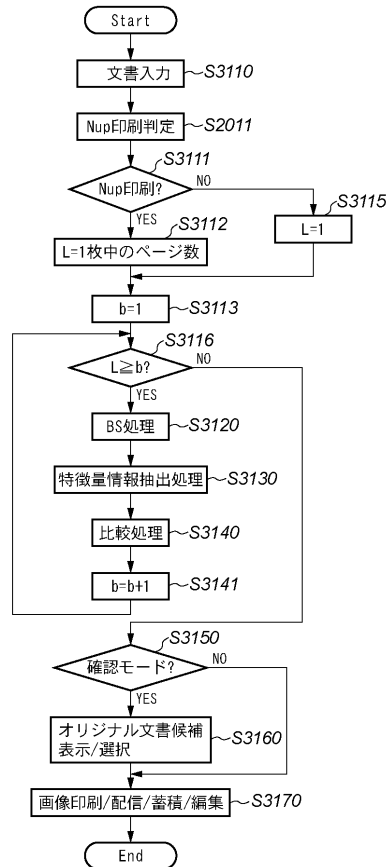 Start
文書入力 S3110
Nup印刷判定 S2011
S3111
Nup印刷? NO
YES
S3112
S3115
L=1枚中のページ数
L=1
b=1 S3113
S3116
L≧b? NO
YES
BS処理 S3120
特徴量情報抽出処理 S3130
比較処理 S3140
b=b+1 S3141
S3150
確認モード? NO
YES
オリジナル文書候補
表示/選択 S3160
画像印刷/配信/蓄積/編集 S3170
End